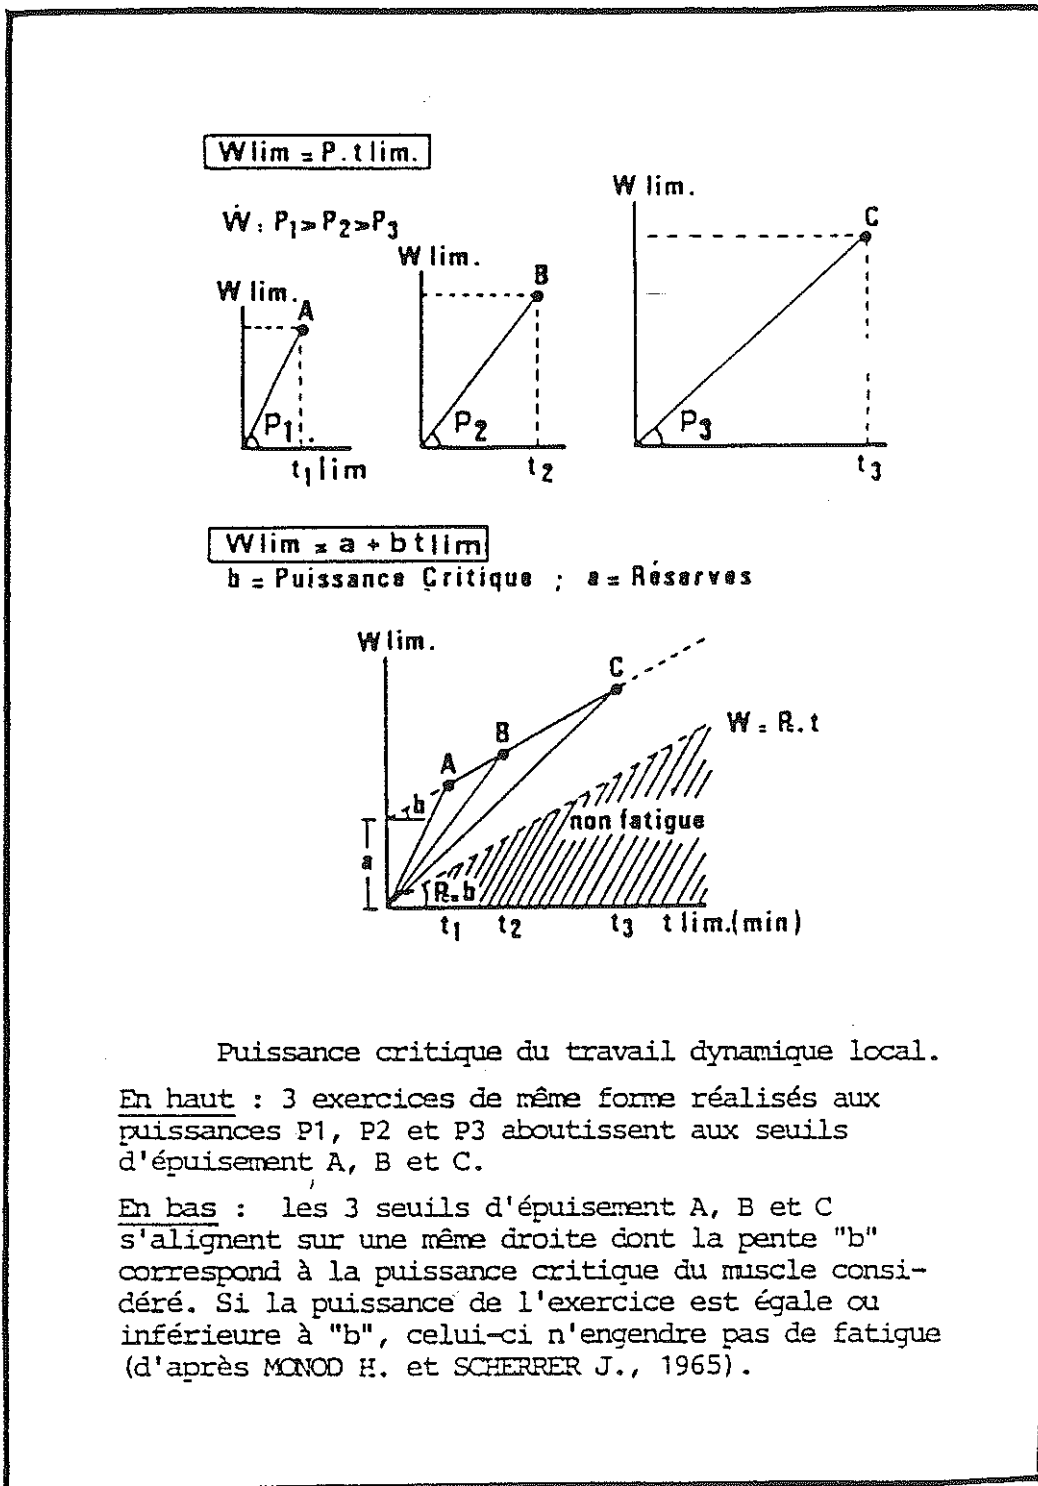 Wlim = P.tlim.
Ẇ: P1>P2>P3
W lim.
A
P1.
t1 lim
W lim.
B
P2
t2
W lim.
C
P3
t3
Wlim = a + btlim
b = Puissance Critique ; a = Réserves
W lim.
C
B
A
b
a
W = R.t
non fatigue
R=b
t1 t2 t3 t lim.(min)
Puissance critique du travail dynamique local.
En haut : 3 exercices de même forme réalisés aux
puissances P1, P2 et P3 aboutissent aux seuils
d'épuisement A, B et C.
En bas : les 3 seuils d'épuisement A, B et C
s'alignent sur une même droite dont la pente "b"
correspond à la puissance critique du muscle consi-
déré. Si la puissance de l'exercice est égale ou
inférieure à "b", celui-ci n'engendre pas de fatigue
(d'après MONOD H. et SCHERRER J., 1965).